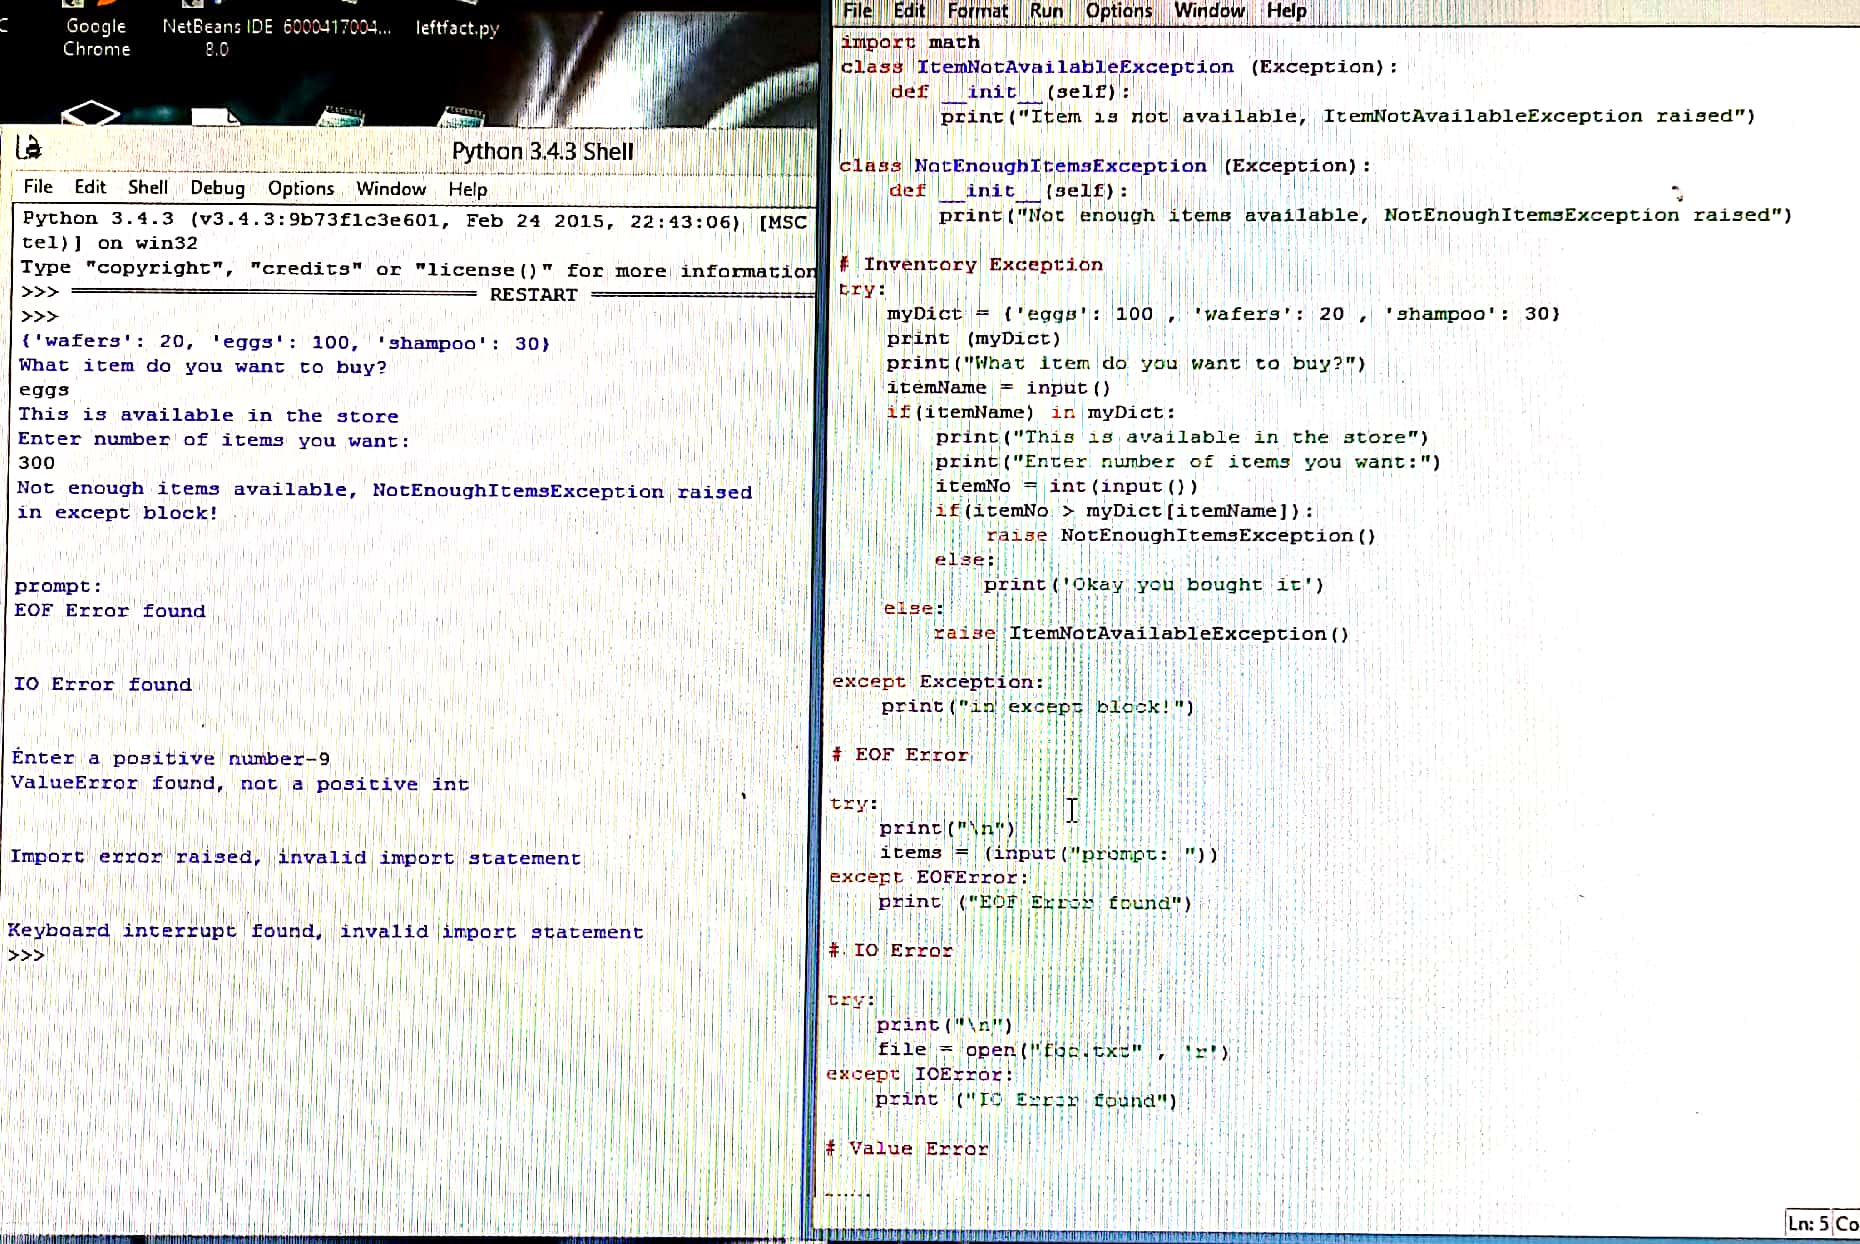 Google
Chrome
NetBeans IDE
8.0
6000417004...
leftfact.py
Python 3.4.3 Shell
File Edit Shell Debug Options Window Help
Python 3.4.3 (v3.4.3:9b73f1c3e601, Feb 24 2015, 22:43:06) [MSC
tel)] on win32
Type "copyright", "credits" or "license()" for more information
>>> ================================ RESTART ================================
>>>
{'wafers': 20, 'eggs': 100, 'shampoo': 30}
What item do you want to buy?
eggs
This is available in the store
Enter number of items you want:
300
Not enough items available, NotEnoughItemsException raised
in except block!
prompt:
EOF Error found
IO Error found
Enter a positive number-9
ValueError found, not a positive int
Import error raised, invalid import statement
Keyboard interrupt found, invalid import statement
>>>
File Edit Format Run Options Window Help
import math
class ItemNotAvailableException (Exception):
    def __init__(self):
        print("Item is not available, ItemNotAvailableException raised")
class NotEnoughItemsException (Exception):
    def __init__(self):
        print("Not enough items available, NotEnoughItemsException raised")
# Inventory Exception
try:
    myDict = {'eggs': 100 , 'wafers': 20 , 'shampoo': 30}
    print (myDict)
    print("What item do you want to buy?")
    itemName = input()
    if(itemName) in myDict:
        print("This is available in the store")
        print("Enter number of items you want:")
        itemNo = int(input())
        if(itemNo > myDict[itemName]):
            raise NotEnoughItemsException()
        else:
            print('Okay you bought it')
    else:
        raise ItemNotAvailableException()
except Exception:
    print("in except block!")
# EOF Error
try:
    print("\n")
    items = (input("prompt: "))
except EOFError:
    print ("EOF Error found")
# IO Error
try:
    print("\n")
    file = open("foo.txt" , 'r')
except IOError:
    print ("IO Error found")
# Value Error
Ln: 5 Co